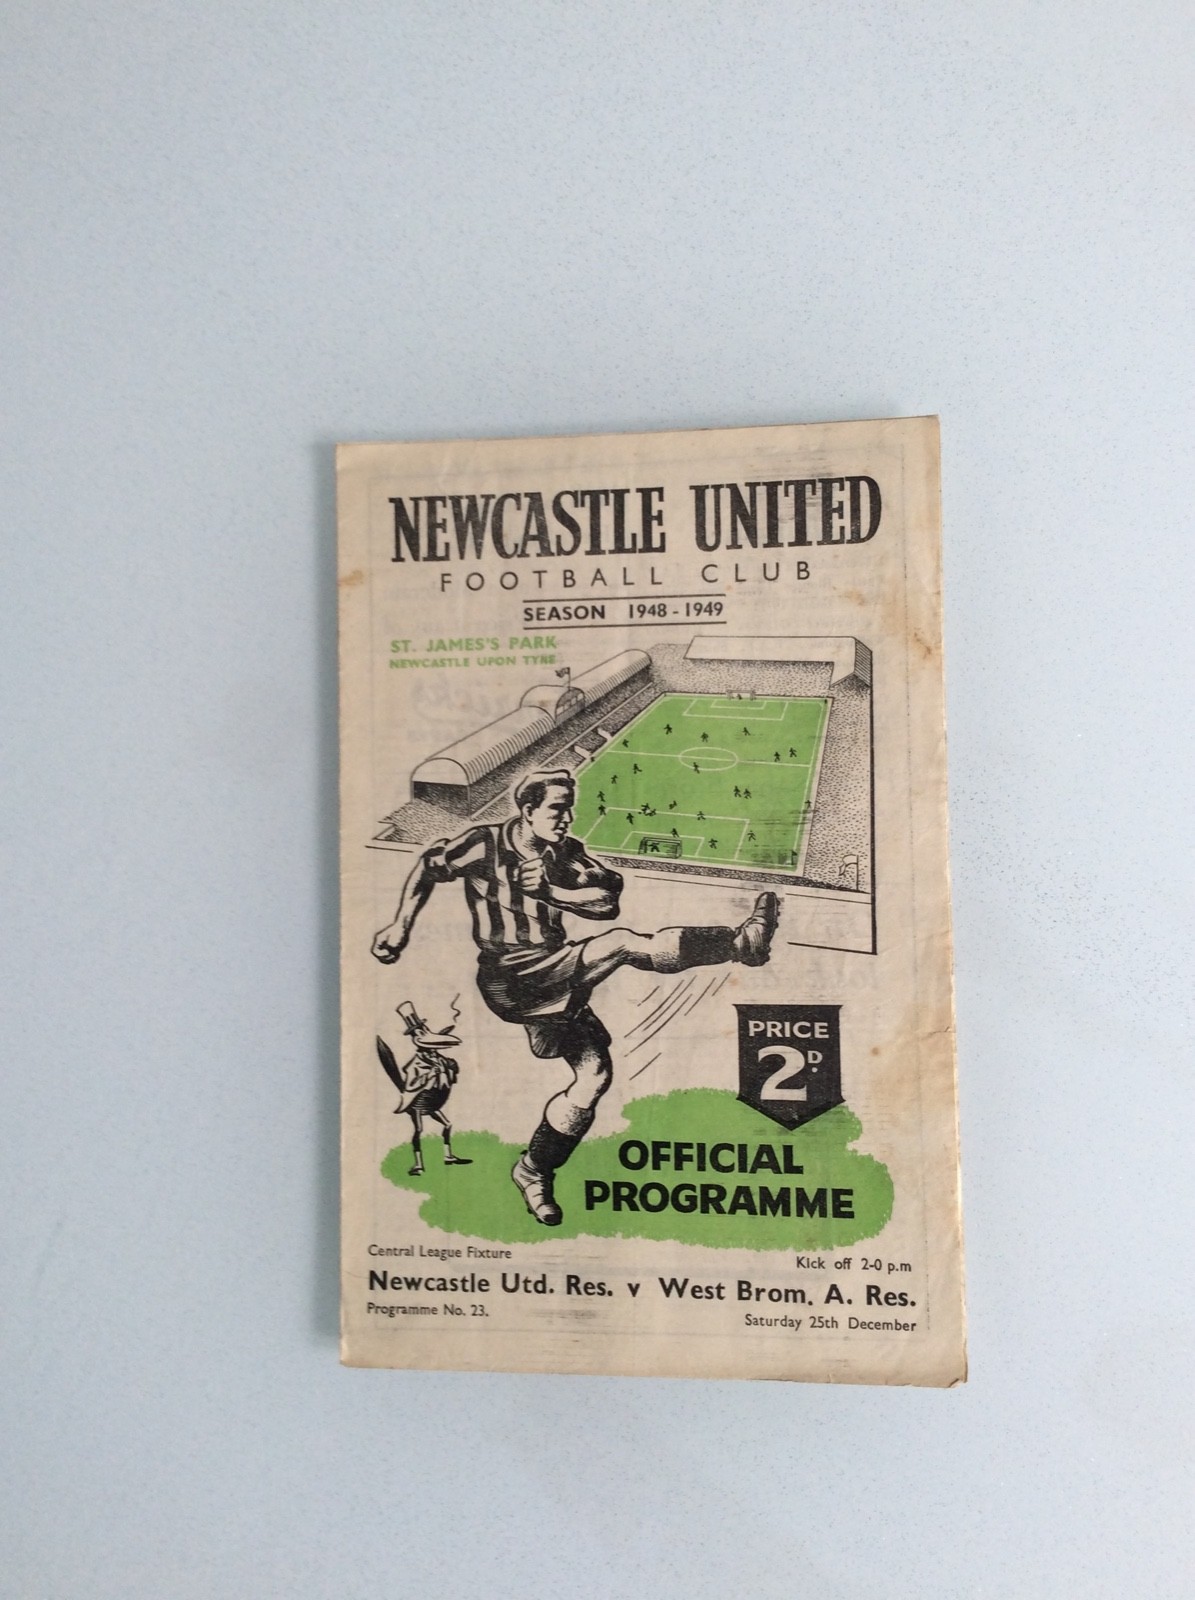 NEWCASTLE UNITED
FOOTBALL CLUB
SEASON 1948-1949
ST. JAMES'S PARK
NEWCASTLE UPON TYNE
PRICE
2D.
OFFICIAL
PROGRAMME
Central League Fixture
Kick off 2-0 p.m
Newcastle Utd. Res. v West Brom. A. Res.
Programme No. 23.
Saturday 25th December